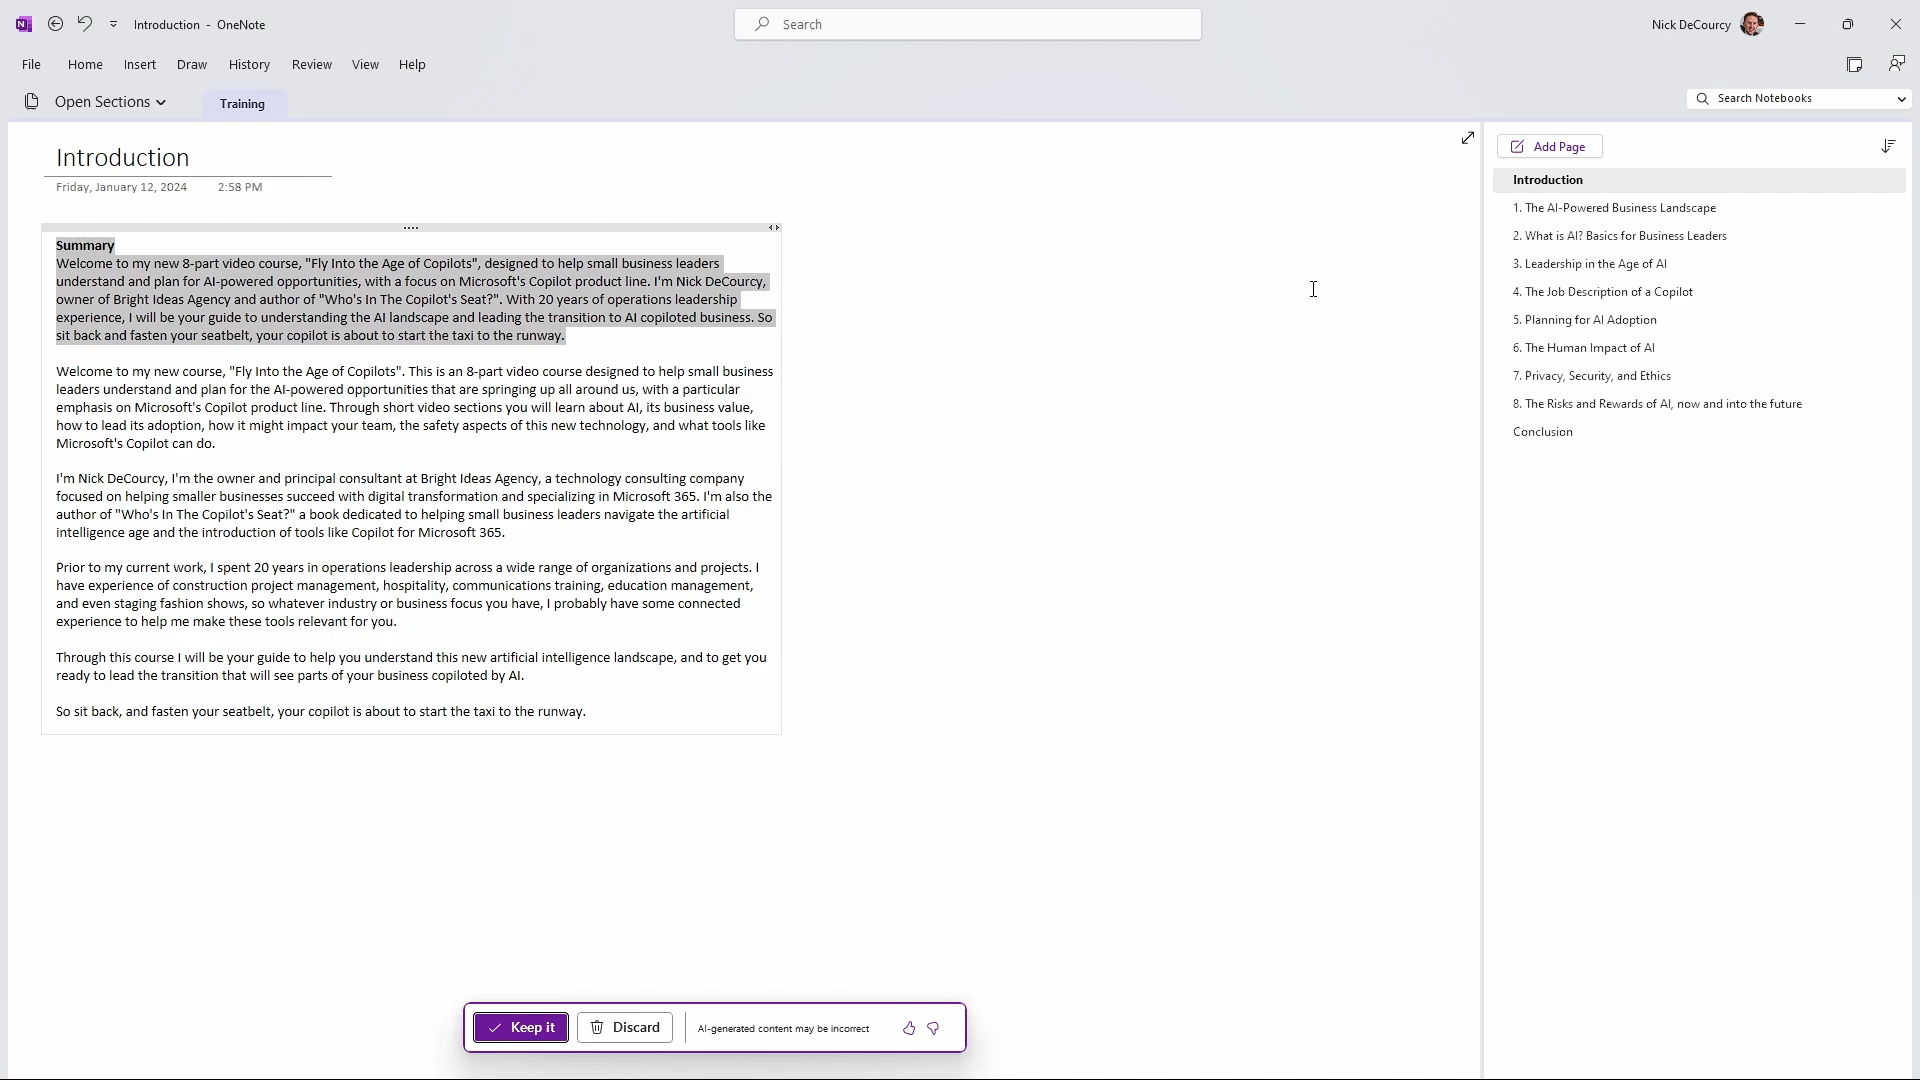 Introduction - OneNote
Search
Nick DeCourcy
File Home Insert Draw History Review View Help
Open Sections
Training
Search Notebooks
Introduction
Friday, January 12, 2024 2:58 PM
Summary
Welcome to my new 8-part video course, "Fly Into the Age of Copilots", designed to help small business leaders
understand and plan for AI-powered opportunities, with a focus on Microsoft's Copilot product line. I'm Nick DeCourcy,
owner of Bright Ideas Agency and author of "Who's In The Copilot's Seat?". With 20 years of operations leadership
experience, I will be your guide to understanding the AI landscape and leading the transition to AI copiloted business. So
sit back and fasten your seatbelt, your copilot is about to start the taxi to the runway.
Welcome to my new course, "Fly Into the Age of Copilots". This is an 8-part video course designed to help small business
leaders understand and plan for the AI-powered opportunities that are springing up all around us, with a particular
emphasis on Microsoft's Copilot product line. Through short video sections you will learn about AI, its business value,
how to lead its adoption, how it might impact your team, the safety aspects of this new technology, and what tools like
Microsoft's Copilot can do.
I'm Nick DeCourcy, I'm the owner and principal consultant at Bright Ideas Agency, a technology consulting company
focused on helping smaller businesses succeed with digital transformation and specializing in Microsoft 365. I'm also the
author of "Who's In The Copilot's Seat?" a book dedicated to helping small business leaders navigate the artificial
intelligence age and the introduction of tools like Copilot for Microsoft 365.
Prior to my current work, I spent 20 years in operations leadership across a wide range of organizations and projects. I
have experience of construction project management, hospitality, communications training, education management,
and even staging fashion shows, so whatever industry or business focus you have, I probably have some connected
experience to help me make these tools relevant for you.
Through this course I will be your guide to help you understand this new artificial intelligence landscape, and to get you
ready to lead the transition that will see parts of your business copiloted by AI.
So sit back, and fasten your seatbelt, your copilot is about to start the taxi to the runway.
Add Page
Introduction
1. The AI-Powered Business Landscape
2. What is AI? Basics for Business Leaders
3. Leadership in the Age of AI
4. The Job Description of a Copilot
5. Planning for AI Adoption
6. The Human Impact of AI
7. Privacy, Security, and Ethics
8. The Risks and Rewards of AI, now and into the future
Conclusion
Keep it
Discard
AI-generated content may be incorrect